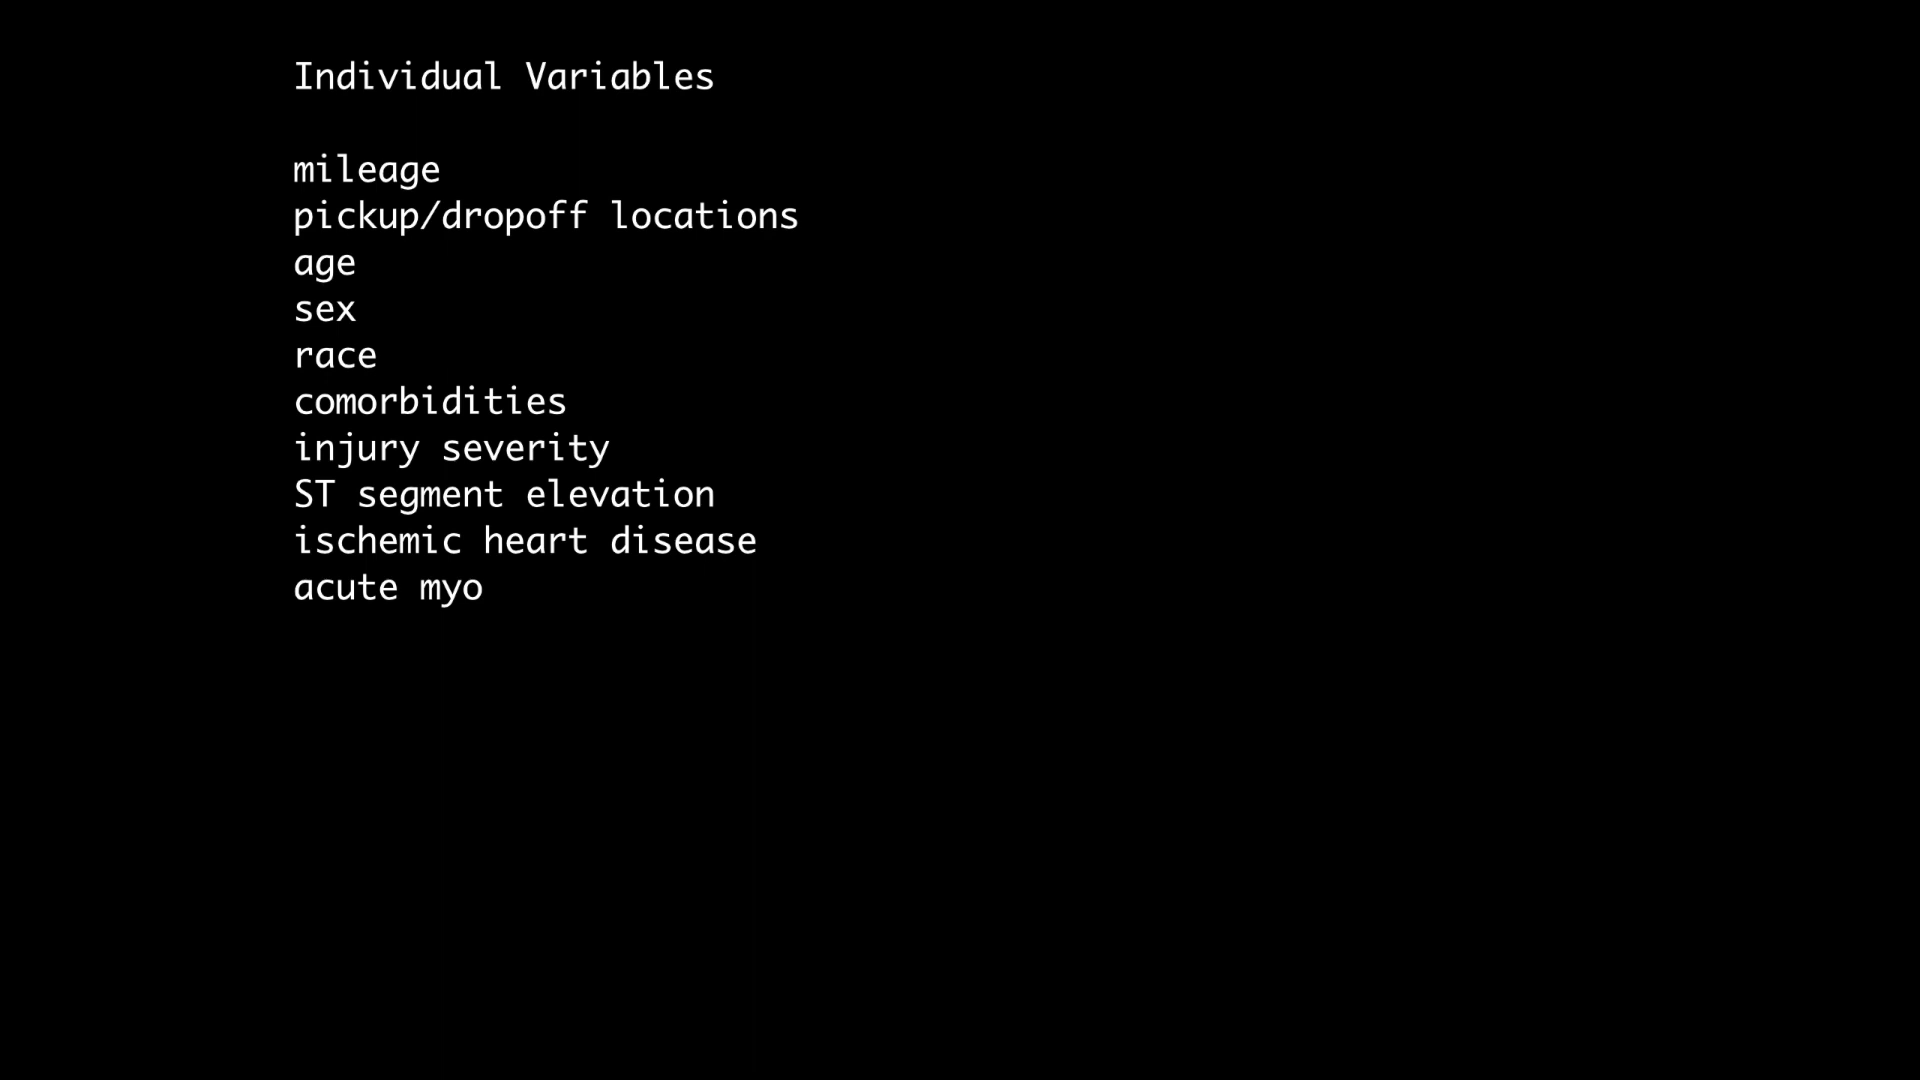 Individual Variables
mileage
pickup/dropoff locations
age
sex
race
comorbidities
injury severity
ST segment elevation
ischemic heart disease
acute myo